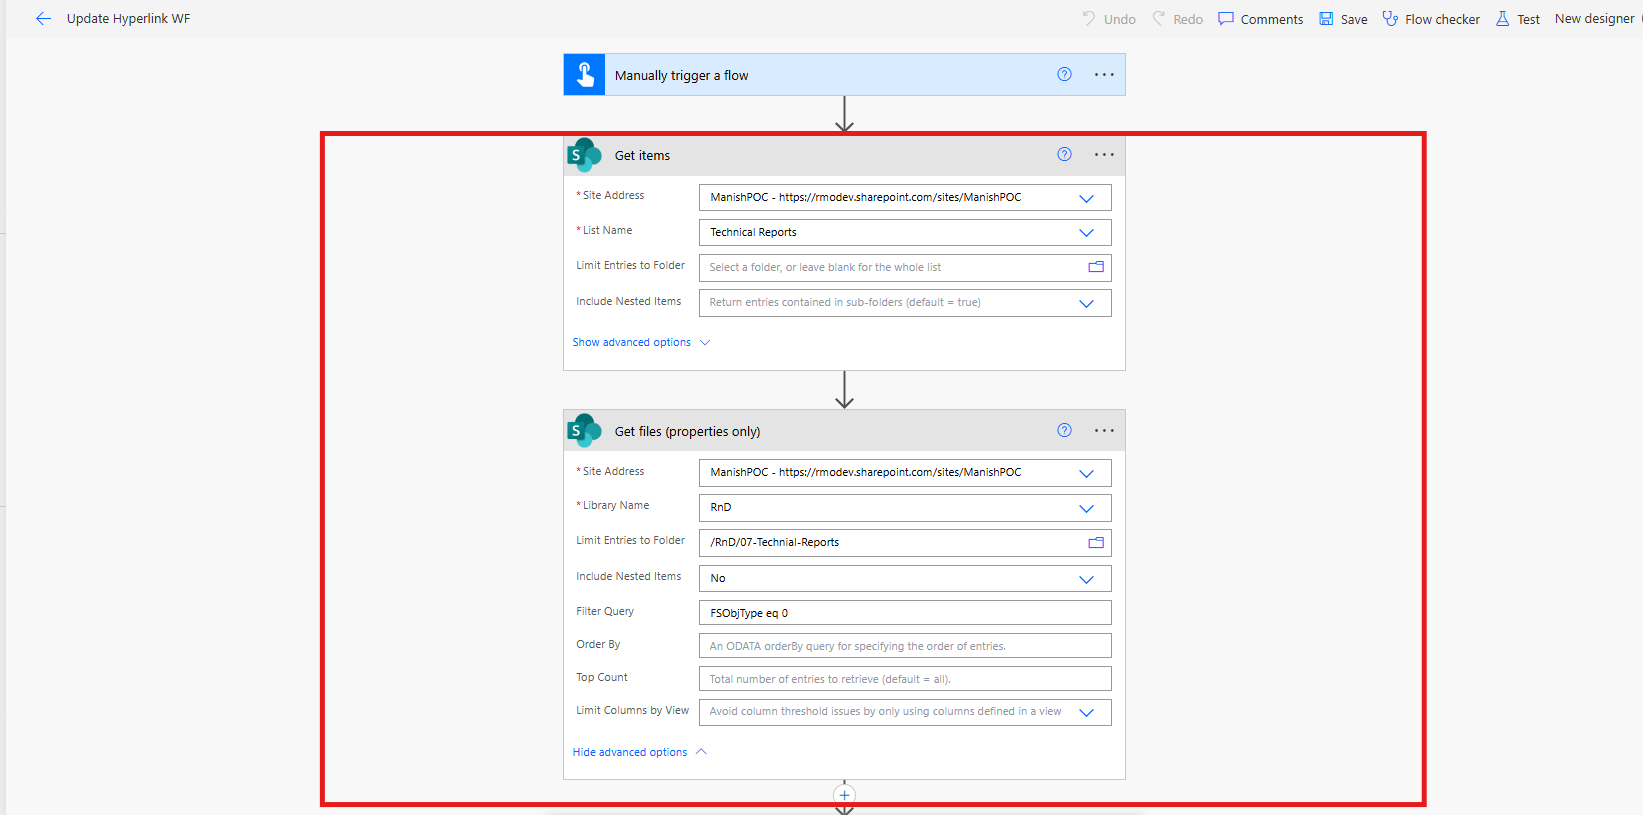 Update Hyperlink WF
Undo Redo Comments Save Flow checker Test New designer
Manually trigger a flow
Get items
* Site Address ManishPOC - https://rmodev.sharepoint.com/sites/ManishPOC
* List Name Technical Reports
Limit Entries to Folder Select a folder, or leave blank for the whole list
Include Nested Items Return entries contained in sub-folders (default = true)
Show advanced options
S
Get files (properties only)
* Site Address ManishPOC - https://rmodev.sharepoint.com/sites/ManishPOC
* Library Name RnD
Limit Entries to Folder /RnD/07-Technial-Reports
Include Nested Items No
Filter Query FSObjType eq 0
Order By An ODATA orderBy query for specifying the order of entries.
Top Count Total number of entries to retrieve (default = all).
Limit Columns by View Avoid column threshold issues by only using columns defined in a view
Hide advanced options